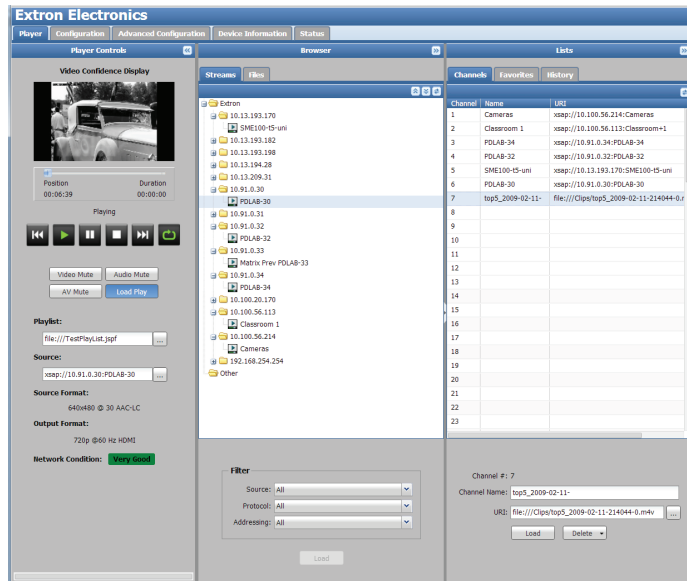 Extron Electronics
Player Configuration Advanced Configuration Device Information Status
Player Controls
Video Confidence Display
Position Duration
00:06:39 00:00:00
Playing
Video Mute Audio Mute
AV Mute Load Play
Playlist:
file:///TestPlayList.jspf ...
Source:
xsap://10.91.0.30:PDLAB-30 ...
Source Format:
640x480 @ 30 AAC-LC
Output Format:
720p @60 Hz HDMI
Network Condition: Very Good
Browser
Streams Files
Extron
10.13.193.170
SME100-t5-uni
10.13.193.182
10.13.193.198
10.13.194.28
10.13.209.31
10.91.0.30
PDLAB-30
10.91.0.31
10.91.0.32
PDLAB-32
10.91.0.33
Matrix Prev PDLAB-33
10.91.0.34
PDLAB-34
10.100.20.170
10.100.56.113
Classroom 1
10.100.56.214
Cameras
192.168.254.254
Other
Filter
Source: All
Protocol: All
Addressing: All
Load
Lists
Channels Favorites History
Channel Name URI
1 Cameras xsap://10.100.56.214:Cameras
2 Classroom 1 xsap://10.100.56.113:Classroom+1
3 PDLAB-34 xsap://10.91.0.34:PDLAB-34
4 PDLAB-32 xsap://10.91.0.32:PDLAB-32
5 SME100-t5-uni xsap://10.13.193.170:SME100-t5-uni
6 PDLAB-30 xsap://10.91.0.30:PDLAB-30
7 top5_2009-02-11- file:///Clips/top5_2009-02-11-214044-0.m
8
9
10
11
12
13
14
15
16
17
18
19
20
21
22
23
Channel #: 7
Channel Name: top5_2009-02-11-
URI: file:///Clips/top5_2009-02-11-214044-0.m4v ...
Load Delete